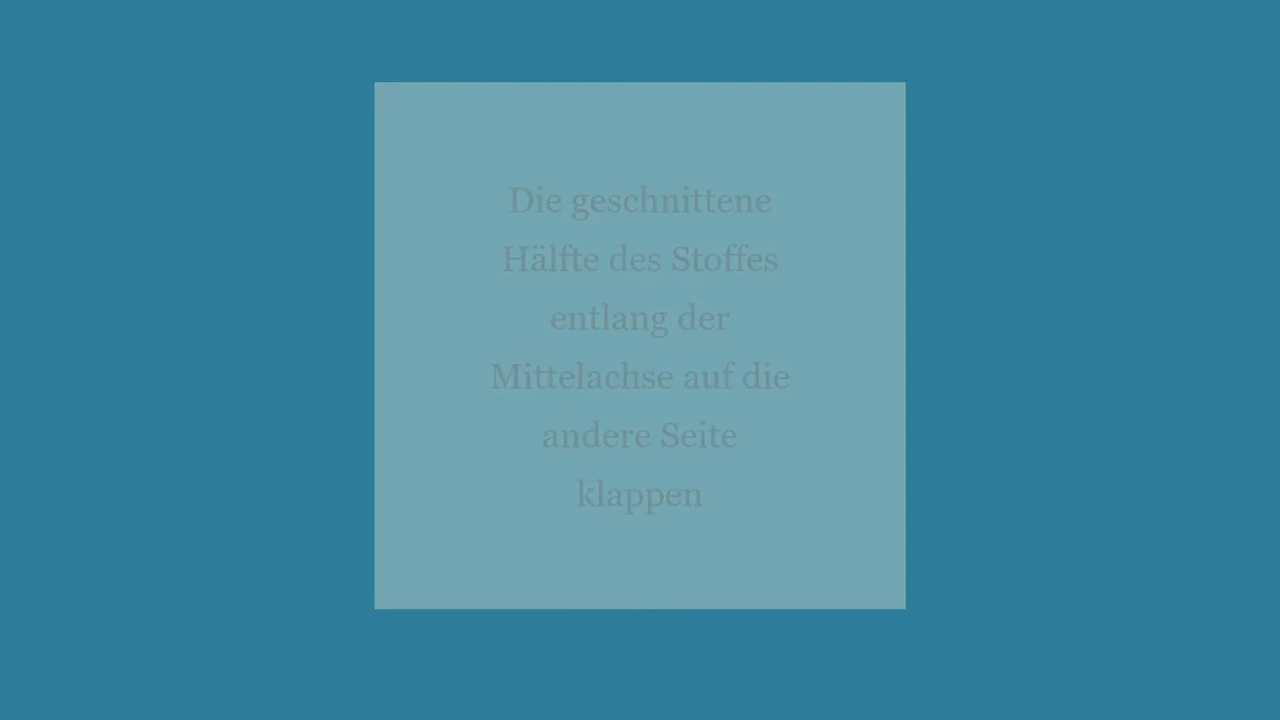 Die geschnittene
Hälfte des Stoffes
entlang der
Mittelachse auf die
andere Seite
klappen